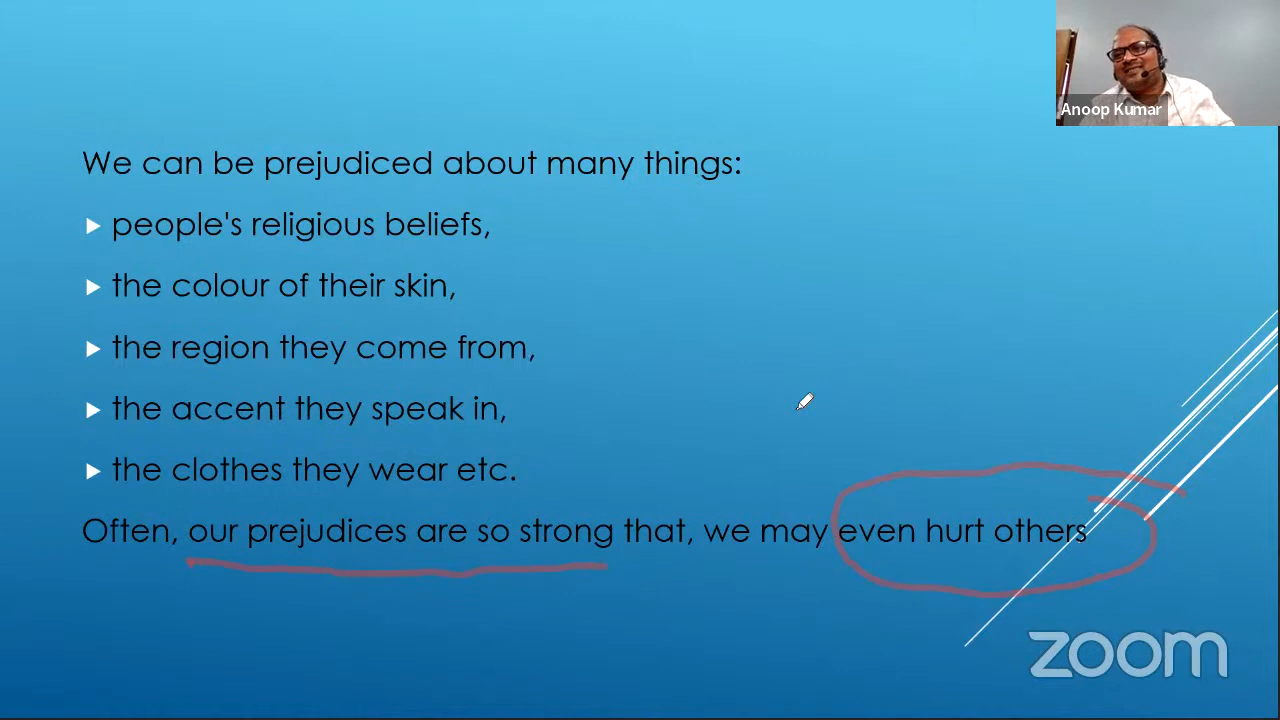 Anoop Kumar
We can be prejudiced about many things:
people's religious beliefs,
the colour of their skin,
the region they come from,
the accent they speak in,
the clothes they wear etc.
Often, our prejudices are so strong that, we may even hurt others
zoom